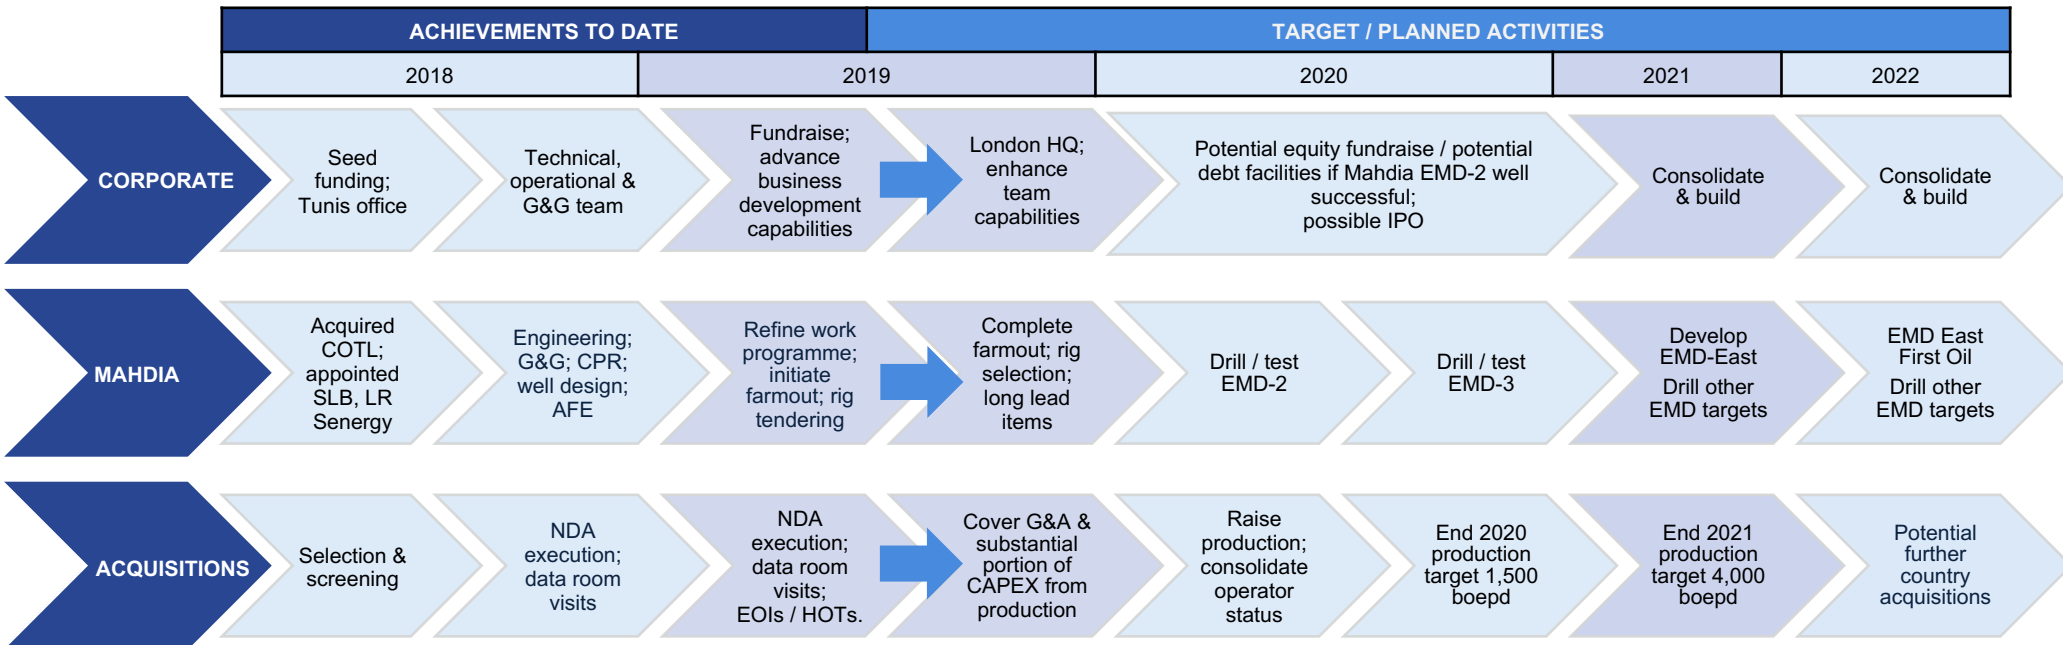 ACHIEVEMENTS TO DATE
TARGET / PLANNED ACTIVITIES
2018
2019
2020
2021
2022
CORPORATE
Seed
funding;
Tunis office
Technical,
operational &
G&G team
Fundraise;
advance
business
development
capabilities
London HQ;
enhance
team
capabilities
Potential equity fundraise / potential
debt facilities if Mahdia EMD-2 well
successful;
possible IPO
Consolidate
& build
Consolidate
& build
MAHDIA
Acquired
COTL;
appointed
SLB, LR
Senergy
Engineering;
G&G; CPR;
well design;
AFE
Refine work
programme;
initiate
farmout; rig
tendering
Complete
farmout; rig
selection;
long lead
items
Drill / test
EMD-2
Drill / test
EMD-3
Develop
EMD-East
Drill other
EMD targets
EMD East
First Oil
Drill other
EMD targets
ACQUISITIONS
Selection &
screening
NDA
execution;
data room
visits
NDA
execution;
data room
visits;
EOIs / HOTs.
Cover G&A &
substantial
portion of
CAPEX from
production
Raise
production;
consolidate
operator
status
End 2020
production
target 1,500
boepd
End 2021
production
target 4,000
boepd
Potential
further
country
acquisitions